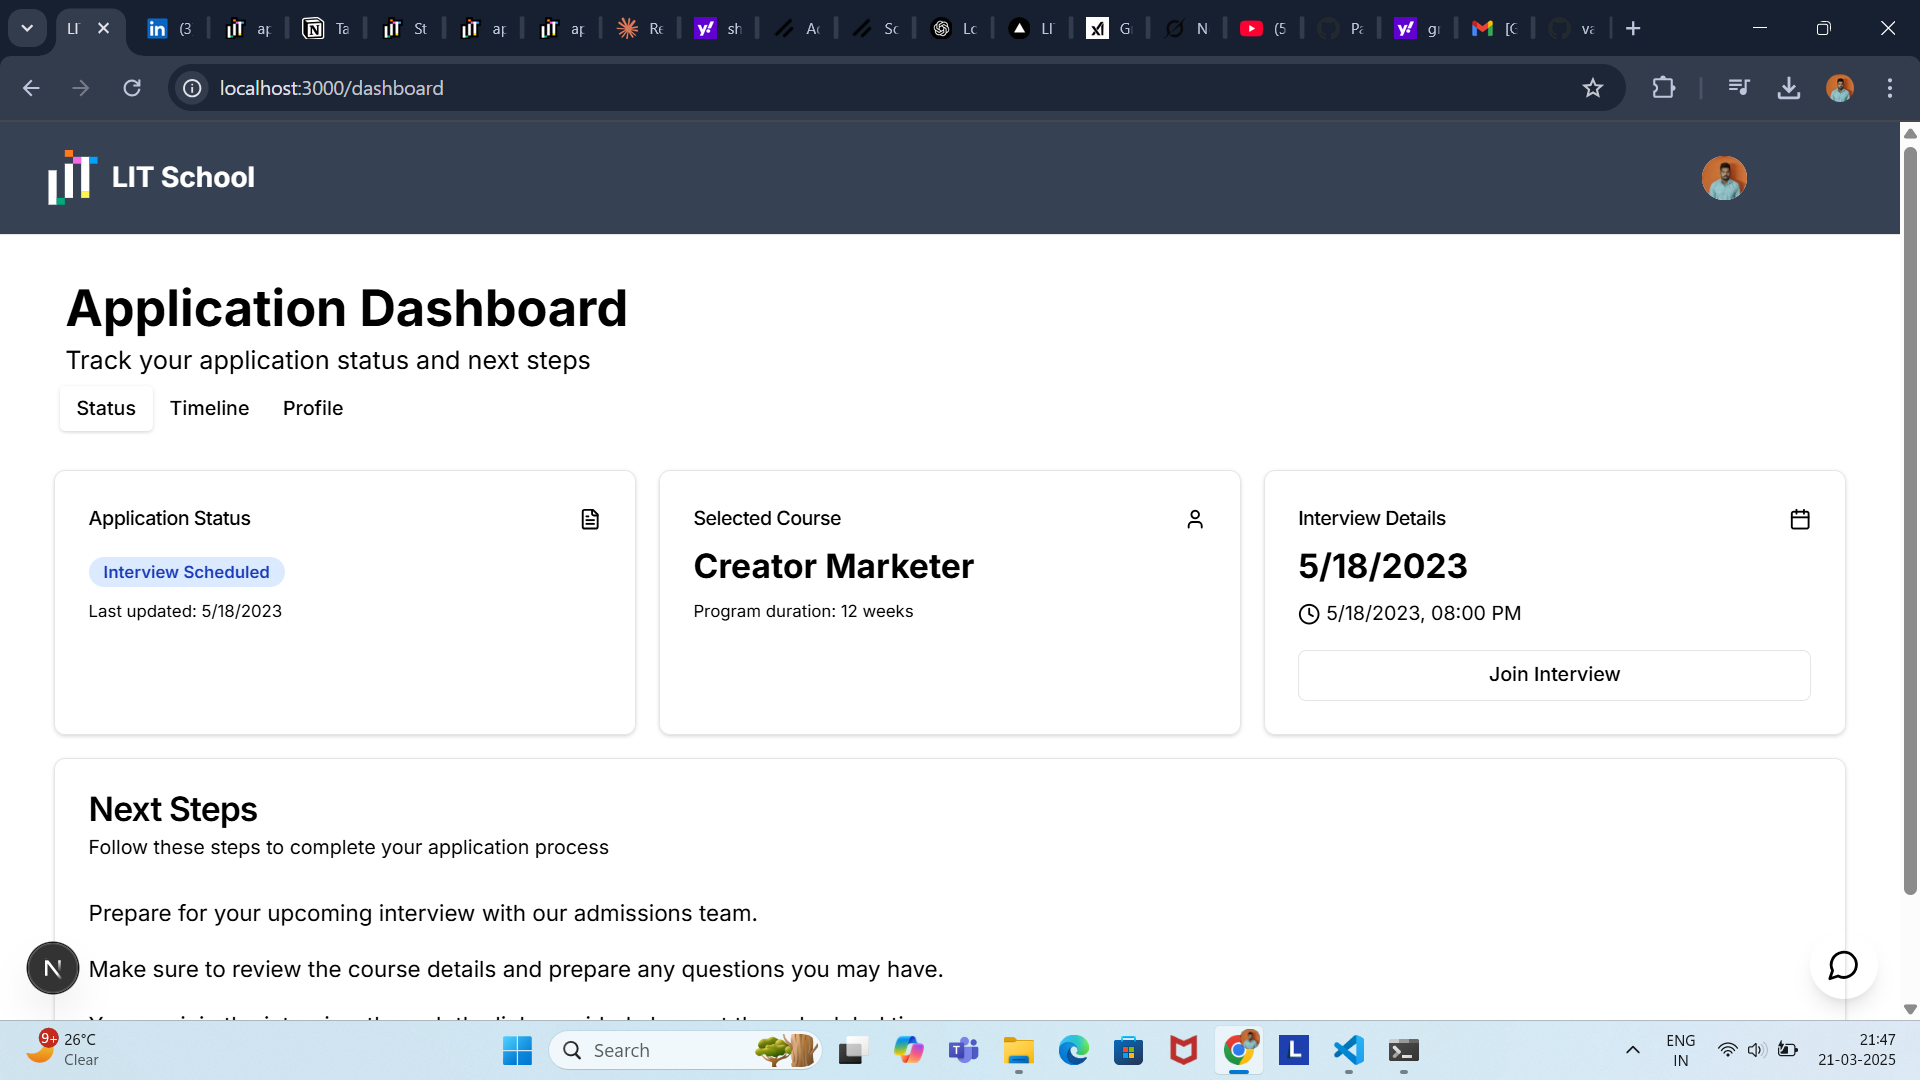 LI
(3
ap
Ta
St
ap
ap
Re
sh
Ac
Sc
Lo
LI
G
N
(5
Pa
gr
[G
va
localhost:3000/dashboard
LIT School
Application Dashboard
Track your application status and next steps
Status Timeline Profile
Application Status
Interview Scheduled
Last updated: 5/18/2023
Selected Course
Creator Marketer
Program duration: 12 weeks
Interview Details
5/18/2023
5/18/2023, 08:00 PM
Join Interview
Next Steps
Follow these steps to complete your application process
Prepare for your upcoming interview with our admissions team.
Make sure to review the course details and prepare any questions you may have.
N
9+
26°C
Clear
Search
L
ENG
IN
21:47
21-03-2025